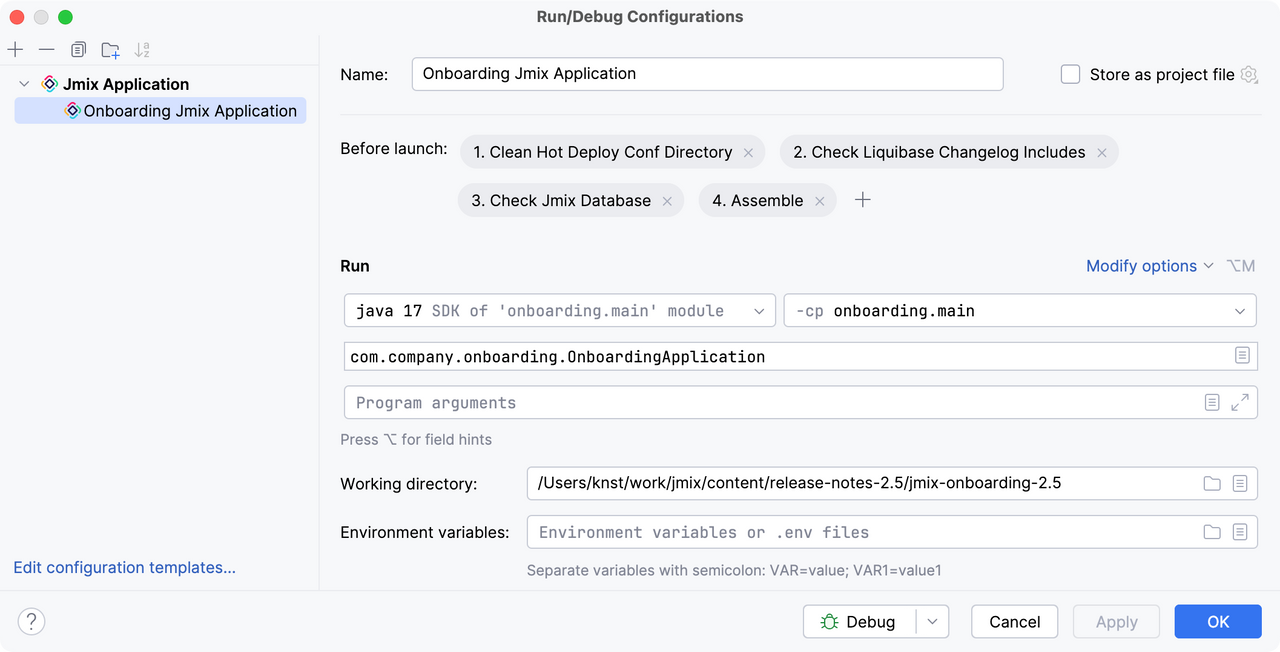 Run/Debug Configurations
Jmix Application
Onboarding Jmix Application
Edit configuration templates...
Name: Onboarding Jmix Application Store as project file
Before launch: 1. Clean Hot Deploy Conf Directory 2. Check Liquibase Changelog Includes
3. Check Jmix Database 4. Assemble
Run Modify options ⌥M
java 17 SDK of 'onboarding.main' module -cp onboarding.main
com.company.onboarding.OnboardingApplication
Program arguments
Press ⌥ for field hints
Working directory: /Users/knst/work/jmix/content/release-notes-2.5/jmix-onboarding-2.5
Environment variables: Environment variables or .env files
Separate variables with semicolon: VAR=value; VAR1=value1
? Debug Cancel Apply OK